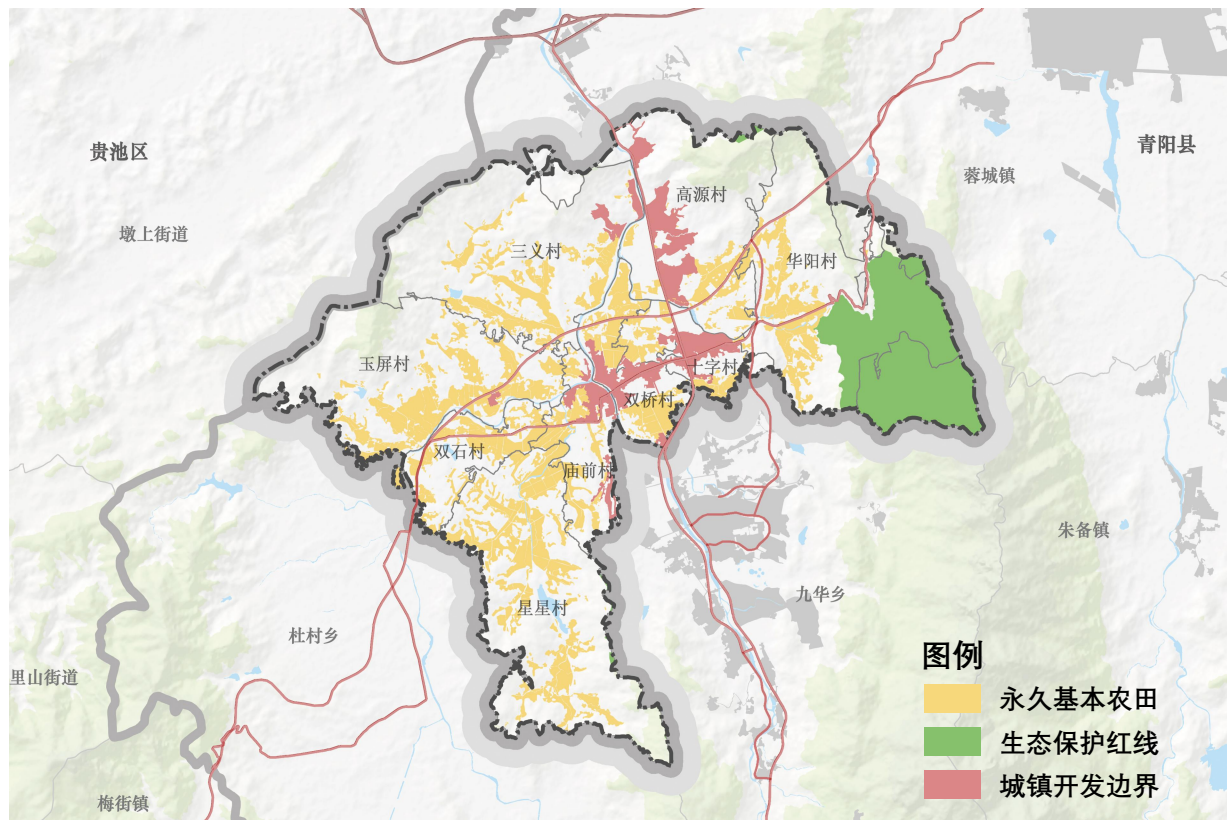 贵池区
青阳县
蓉城镇
高源村
墩上街道
三义村
华阳村
玉屏村
十字村
双桥村
双石村
庙前村
朱备镇
九华乡
星星村
杜村乡
里山街道
梅街镇
图例
永久基本农田
生态保护红线
城镇开发边界